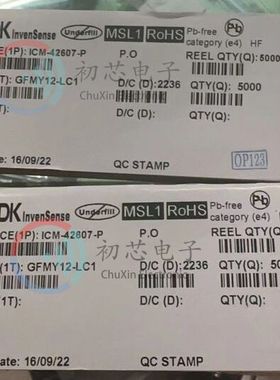 DK InvenSense Underfill MSL1 RoHS Pb-free category (e4) HF
CE(1P): ICM-42607-P P.O REEL QTY(Q): 5000
(1T): GFMY12-LC1 D/C (D): 2236 QTY(Q): 5000
(1T): D/C (D): QTY(Q):
ate: 16/09/22 QC STAMP OP123
初芯电子
DK InvenSense Underfill MSL1 RoHS Pb-free category (e4)
CE(1P): ICM-42607-P P.O REEL QTY(Q):
(1T): GFMY12-LC1 D/C (D): 2236 QTY(Q):
(1T): D/C (D): QTY(Q):
ate: 16/09/22 QC STAMP
初芯电子